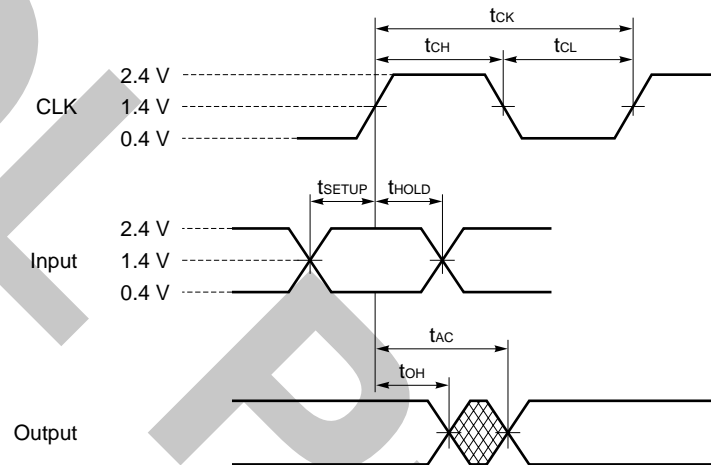 tCK
tCH tCL
2.4 V
CLK 1.4 V
0.4 V
tSETUP tHOLD
2.4 V
Input 1.4 V
0.4 V
tAC
tOH
Output